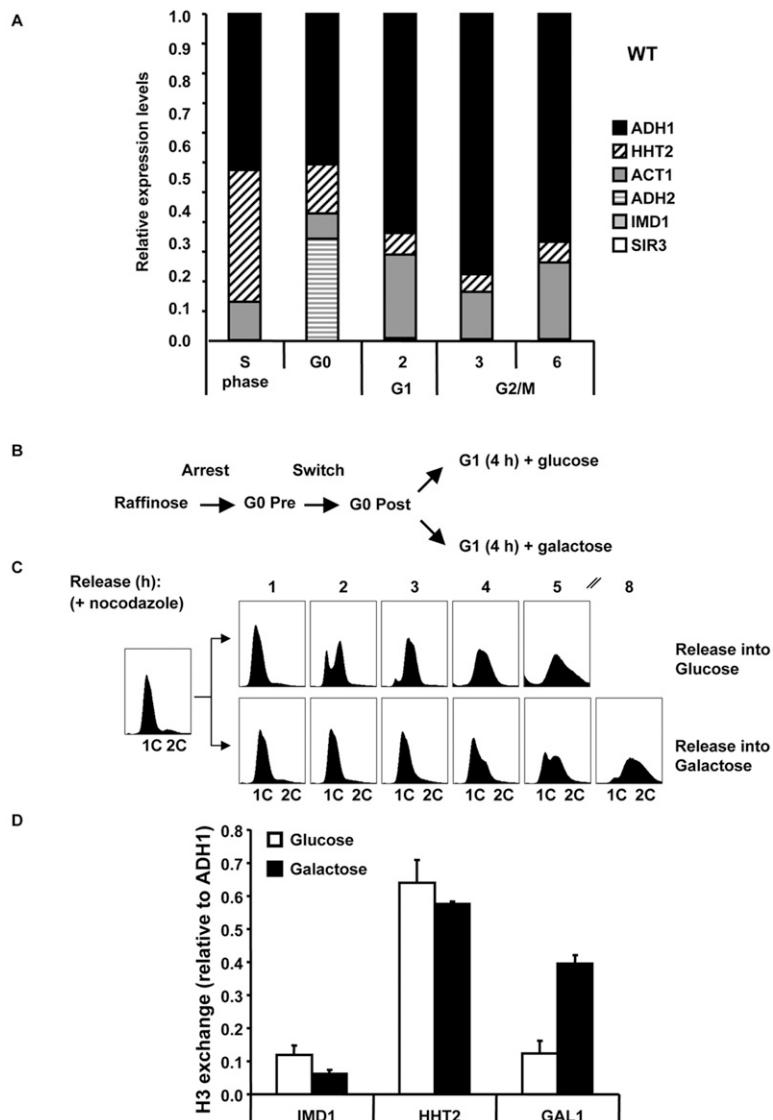 A
Relative expression levels
1.0
0.9
0.8
0.7
0.6
0.5
0.4
0.3
0.2
0.1
0.0
S phase
G0
2
3
6
G1
G2/M
WT
ADH1
HHT2
ACT1
ADH2
IMD1
SIR3
B
Arrest
Switch
Raffinose
G0 Pre
G0 Post
G1 (4 h) + glucose
G1 (4 h) + galactose
C
Release (h):
(+ nocodazole)
1 2 3 4 5 // 8
1C 2C
Release into
Glucose
Release into
Galactose
1C 2C 1C 2C 1C 2C 1C 2C 1C 2C 1C 2C
D
H3 exchange (relative to ADH1)
0.8
0.7
0.6
0.5
0.4
0.3
0.2
0.1
0.0
Glucose
Galactose
IMD1
HHT2
GAL1